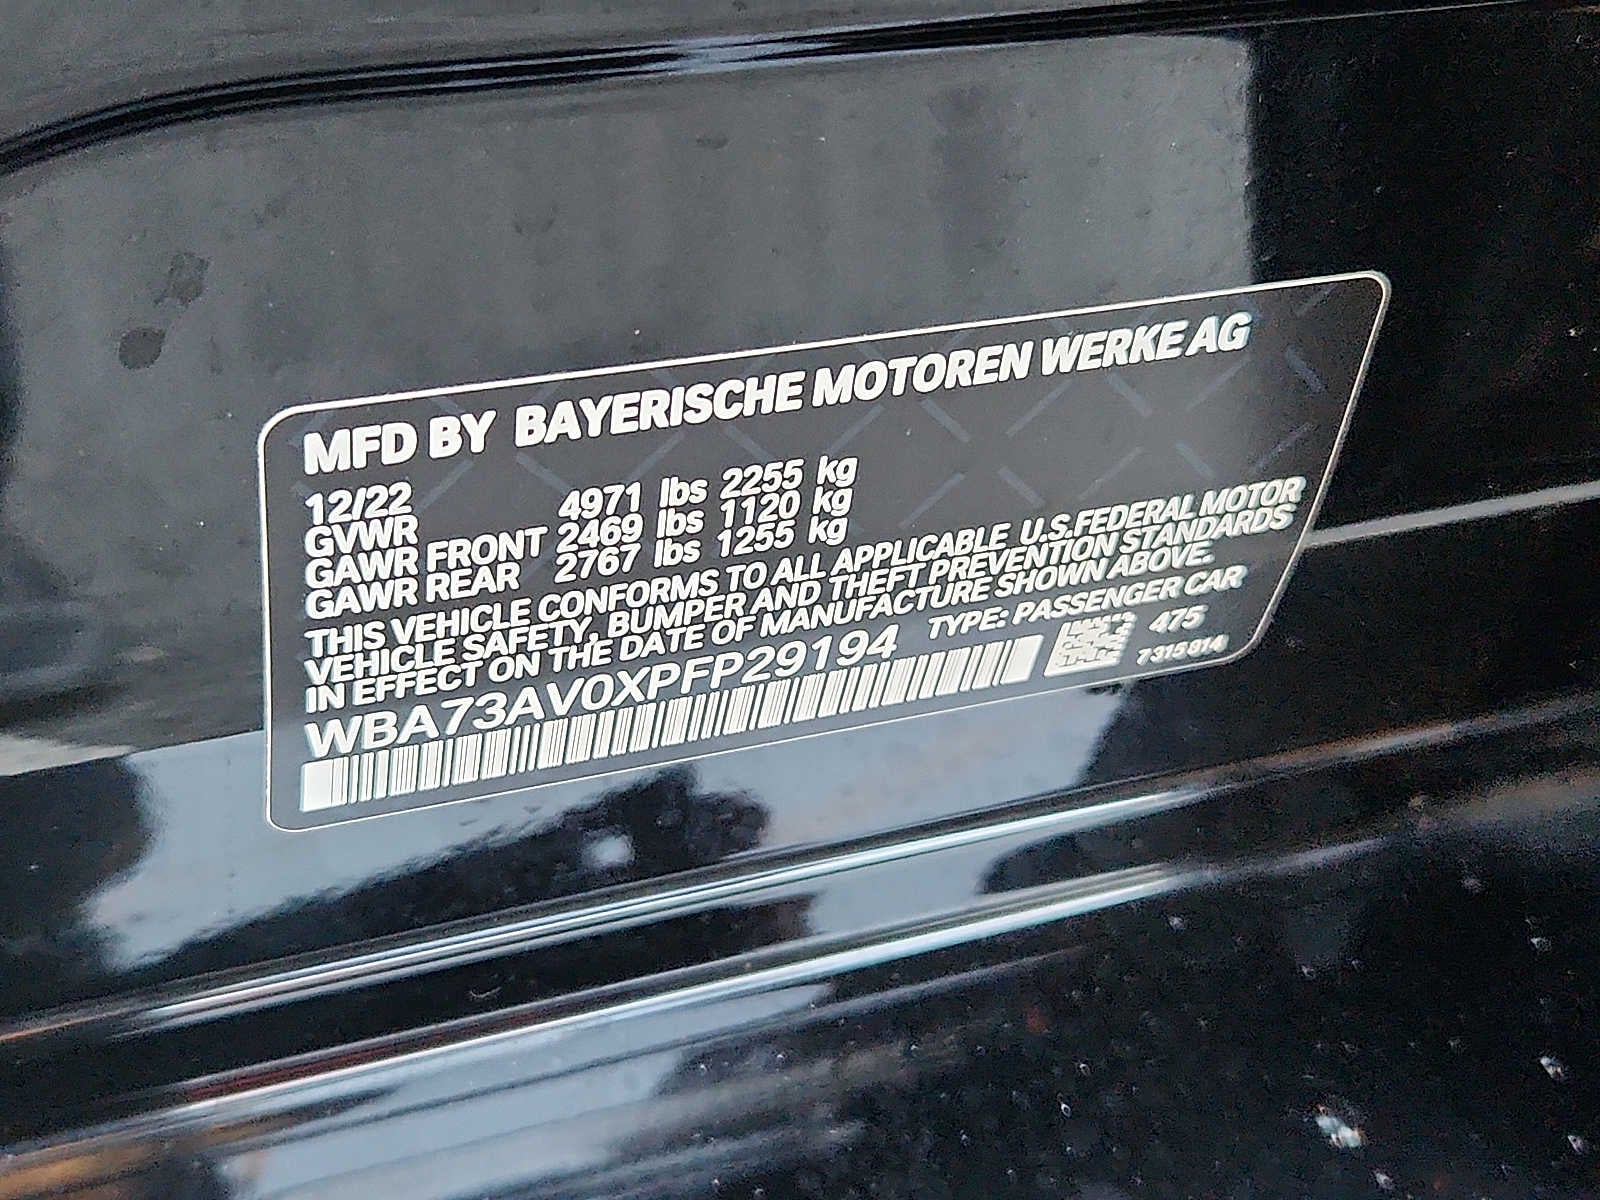 MFD BY BAYERISCHE MOTOREN WERKE AG
12/22
GVWR 4971 lbs 2255 kg
GAWR FRONT 2469 lbs 1120 kg
GAWR REAR 2767 lbs 1255 kg
THIS VEHICLE CONFORMS TO ALL APPLICABLE U.S.FEDERAL MOTOR
VEHICLE SAFETY, BUMPER AND THEFT PREVENTION STANDARDS
IN EFFECT ON THE DATE OF MANUFACTURE SHOWN ABOVE.
WBA73AV0XPFP29194 TYPE: PASSENGER CAR
475
7315814